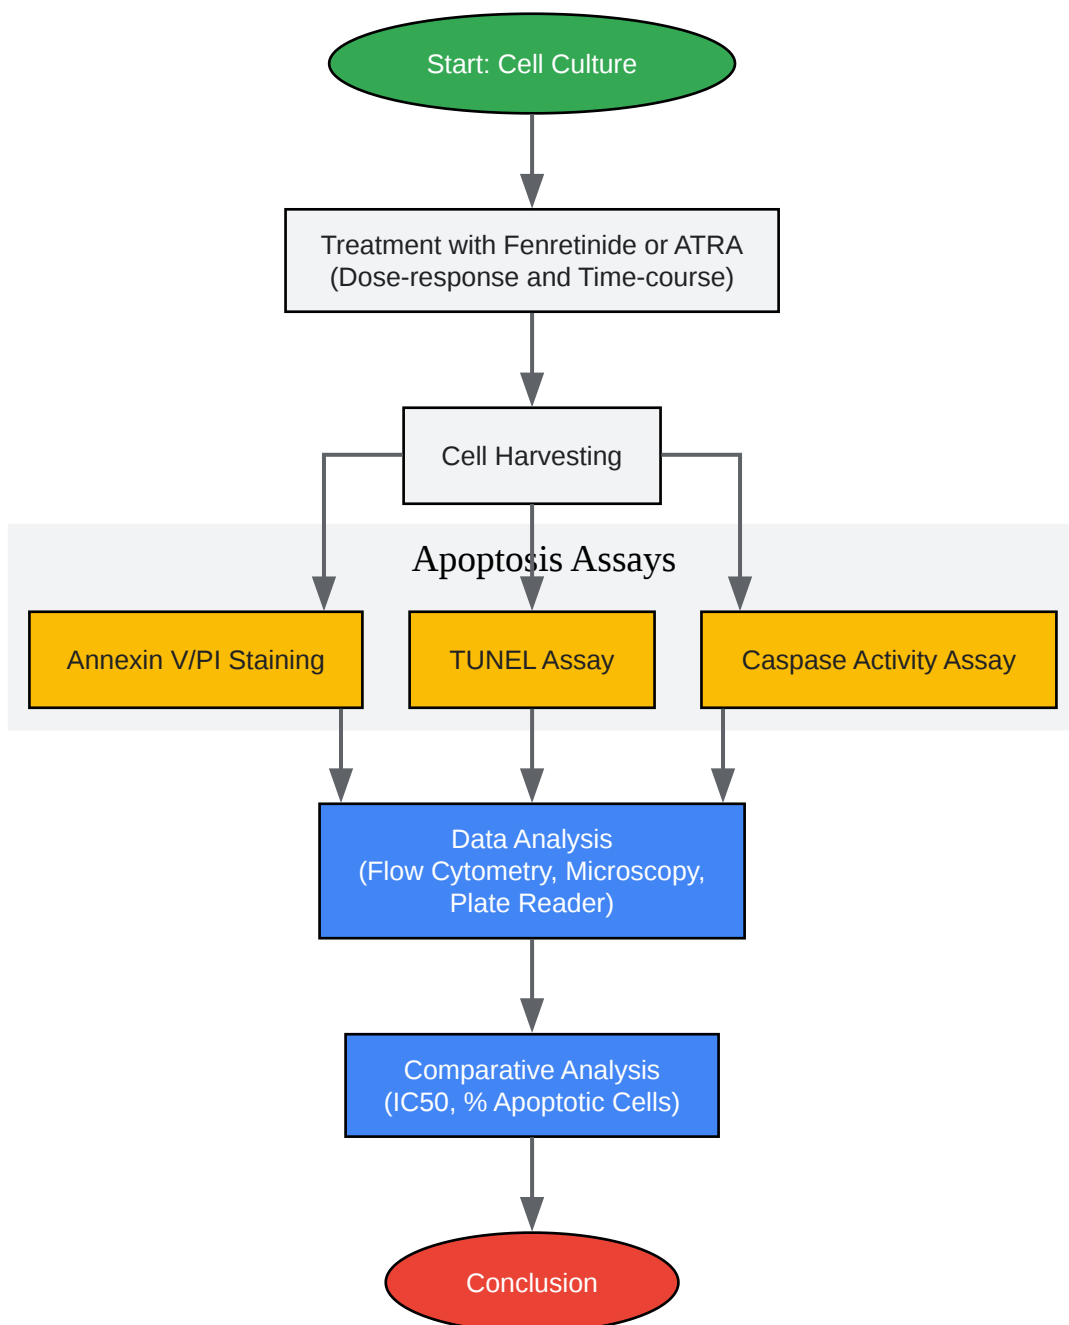 Start: Cell Culture
Treatment with Fenretinide or ATRA
(Dose-response and Time-course)
Cell Harvesting
Apoptosis Assays
Annexin V/PI Staining
TUNEL Assay
Caspase Activity Assay
Data Analysis
(Flow Cytometry, Microscopy,
Plate Reader)
Comparative Analysis
(IC50, % Apoptotic Cells)
Conclusion